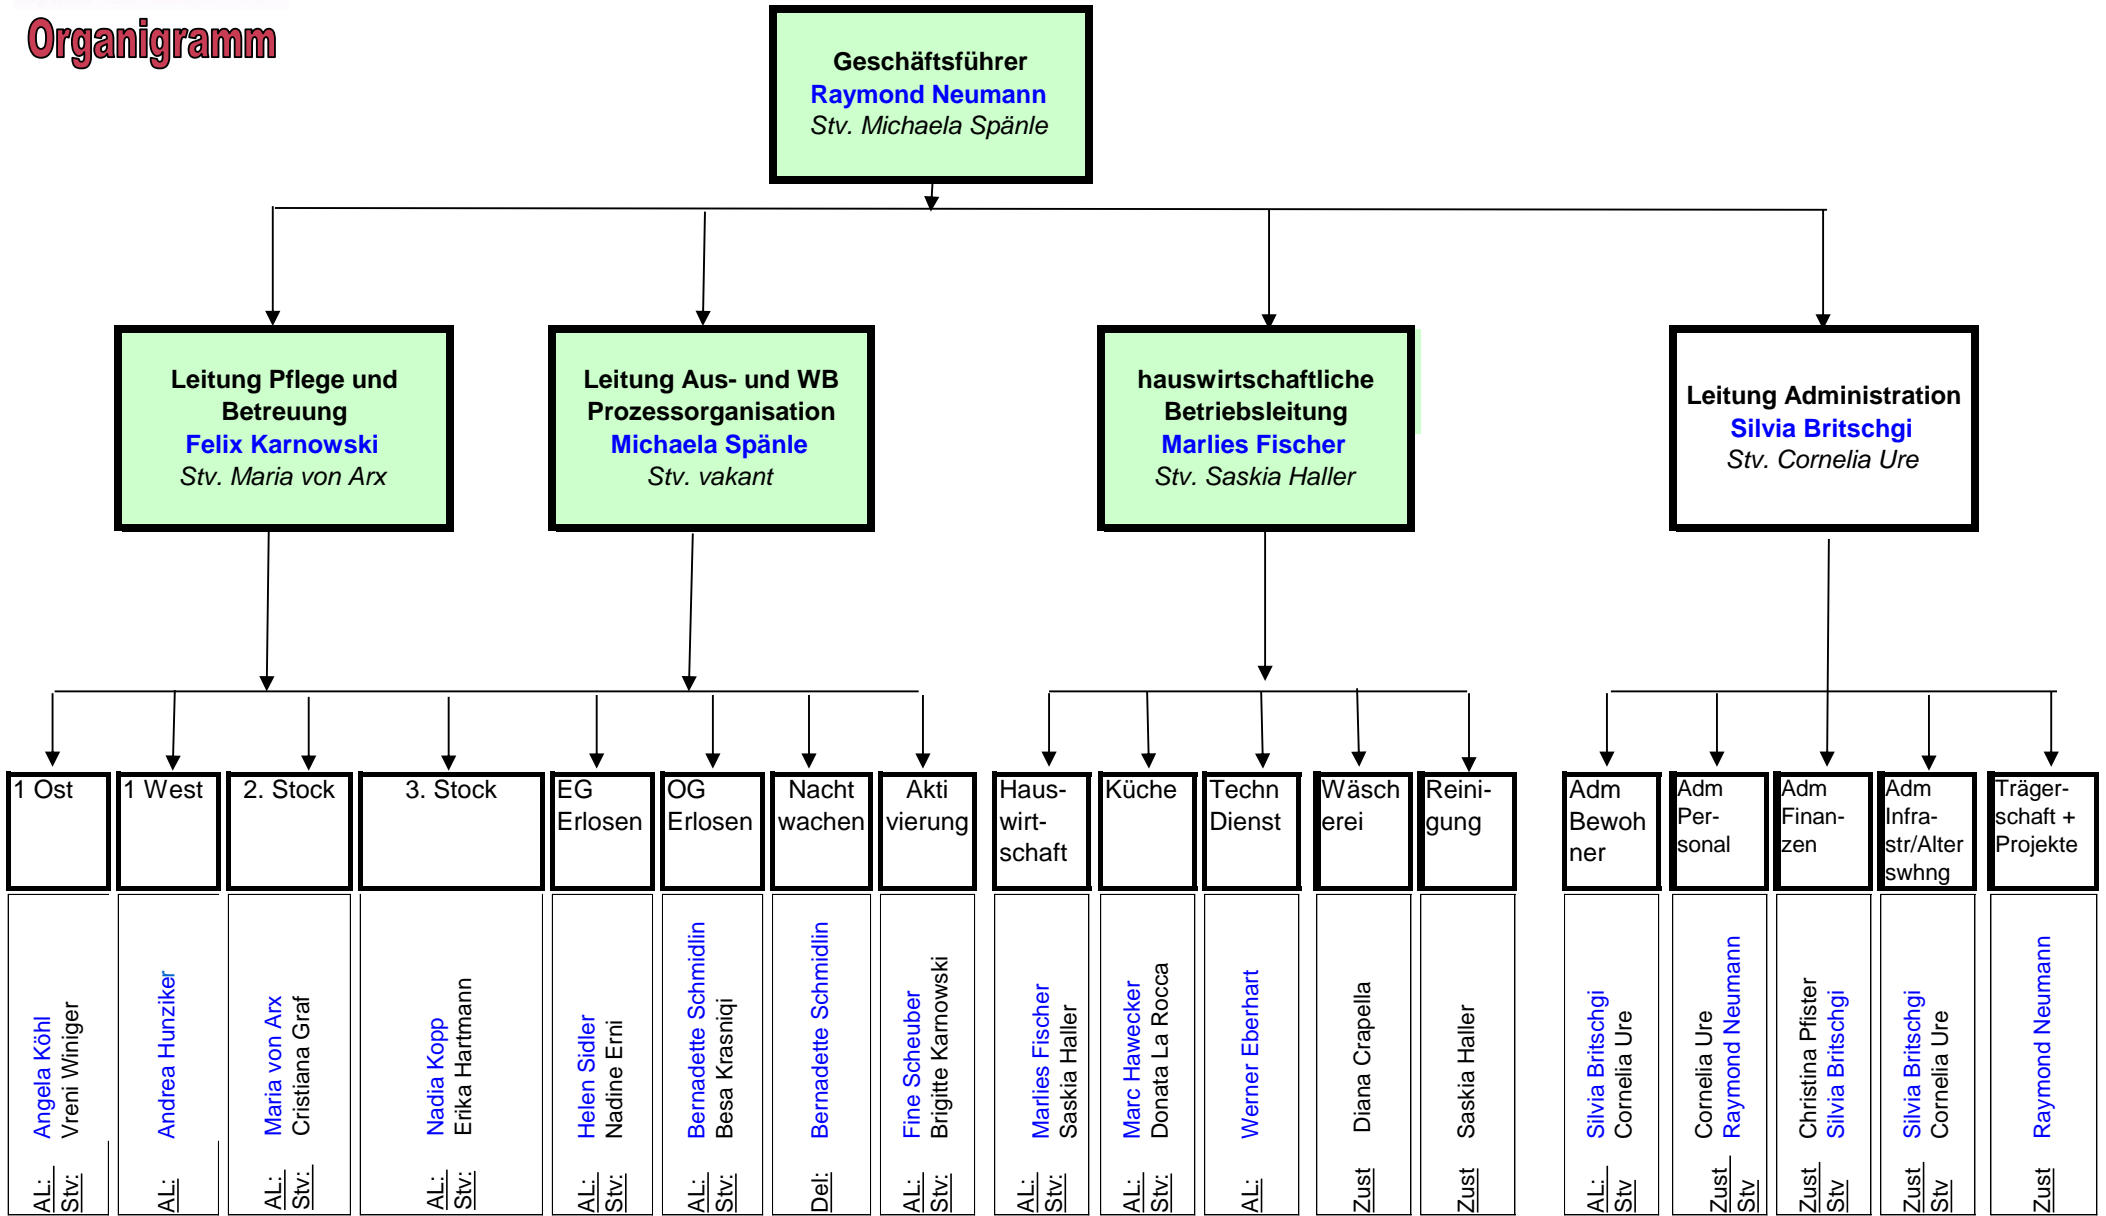 Organigramm
Geschäftsführer
Raymond Neumann
Stv. Michaela Spänle
Leitung Pflege und
Betreuung
Felix Karnowski
Stv. Maria von Arx
Leitung Aus- und WB
Prozessorganisation
Michaela Spänle
Stv. vakant
hauswirtschaftliche
Betriebsleitung
Marlies Fischer
Stv. Saskia Haller
Leitung Administration
Silvia Britschgi
Stv. Cornelia Ure
1 Ost
AL: Angela Köhl
Stv: Vreni Winiger
1 West
AL: Andrea Hunziker
2. Stock
AL: Maria von Arx
Stv: Cristiana Graf
3. Stock
AL: Nadia Kopp
Stv: Erika Hartmann
EG
Erlosen
AL: Helen Sidler
Stv: Nadine Erni
OG
Erlosen
AL: Bernadette Schmidlin
Stv: Besa Krasniqi
Nacht
wachen
Del: Bernadette Schmidlin
Akti
vierung
AL: Fine Scheuber
Stv: Brigitte Karnowski
Haus-
wirt-
schaft
AL: Marlies Fischer
Stv: Saskia Haller
Küche
AL: Marc Hawecker
Stv: Donata La Rocca
Techn
Dienst
AL: Werner Eberhart
Wäsch
erei
Zust Diana Crapella
Reini-
gung
Zust Saskia Haller
Adm
Bewoh
ner
AL: Silvia Britschgi
Stv Cornelia Ure
Adm
Per-
sonal
Zust Cornelia Ure
Stv Raymond Neumann
Adm
Finan-
zen
Zust Christina Pfister
Stv Silvia Britschgi
Adm
Infra-
str/Alter
swhng
Zust Silvia Britschgi
Stv Cornelia Ure
Träger-
schaft +
Projekte
Zust Raymond Neumann